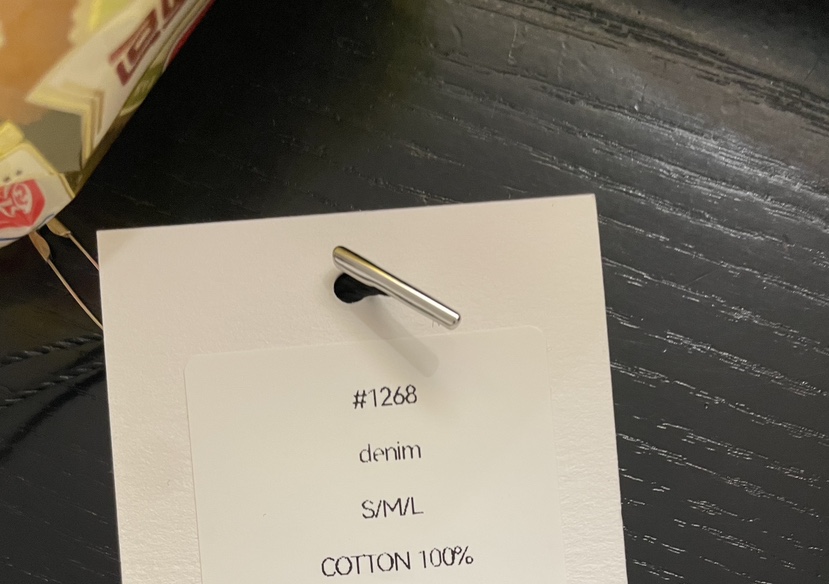 #1268
denim
S/M/L
COTTON 100%